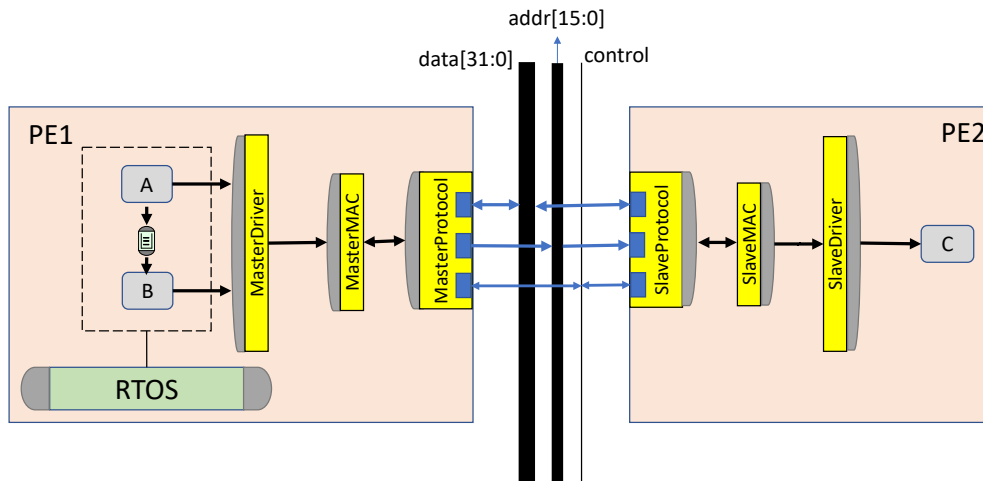 addr[15:0]
data[31:0]
control
PE1
PE2
A
B
MasterDriver
MasterMAC
MasterProtocol
SlaveProtocol
SlaveMAC
SlaveDriver
C
RTOS